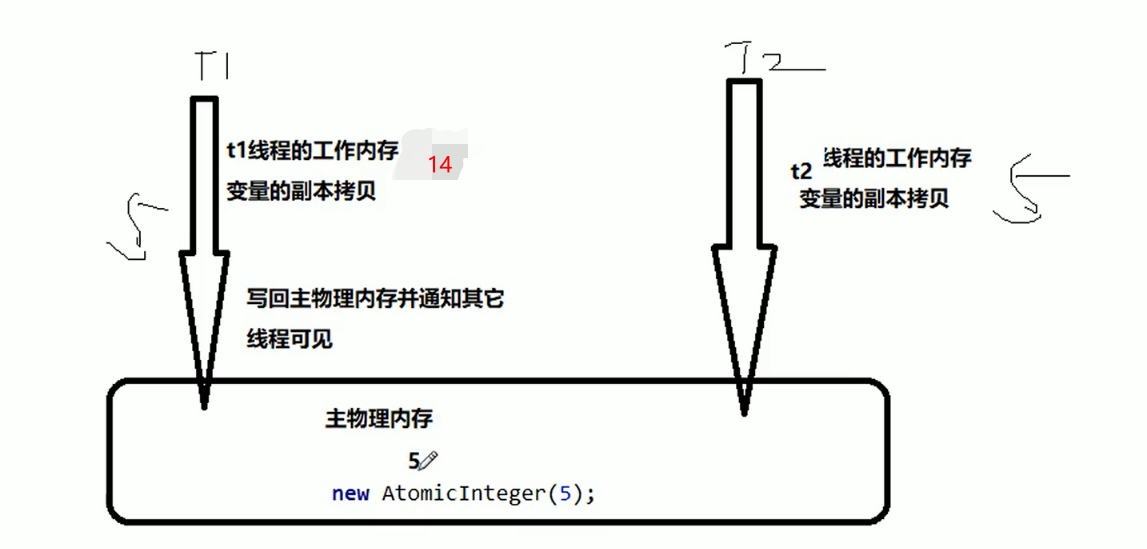 T1
T2
t1线程的工作内存
14
变量的副本拷贝
5
t2 线程的工作内存
变量的副本拷贝
5
写回主物理内存并通知其它
线程可见
主物理内存
5
new AtomicInteger(5);